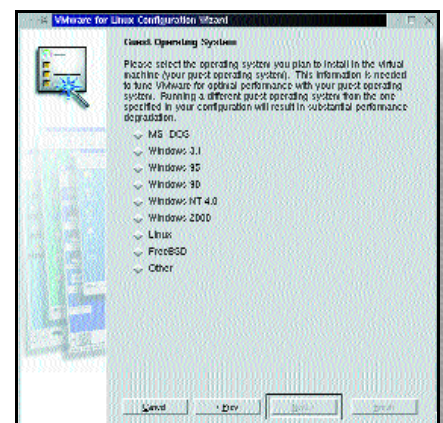 VMware for Linux Configuration Wizard
Guest Operating System
Please select the operating system you plan to install in the virtual
machine (your guest operating system). This information is needed
to tune VMware for optimal performance with your guest operating
system. Running a different guest operating system from the one
specified in your configuration will result in substantial performance
degradation.
MS-DOS
Windows 3.1
Windows 95
Windows 98
Windows NT 4.0
Windows 2000
Linux
FreeBSD
Other
Cancel
< Prev